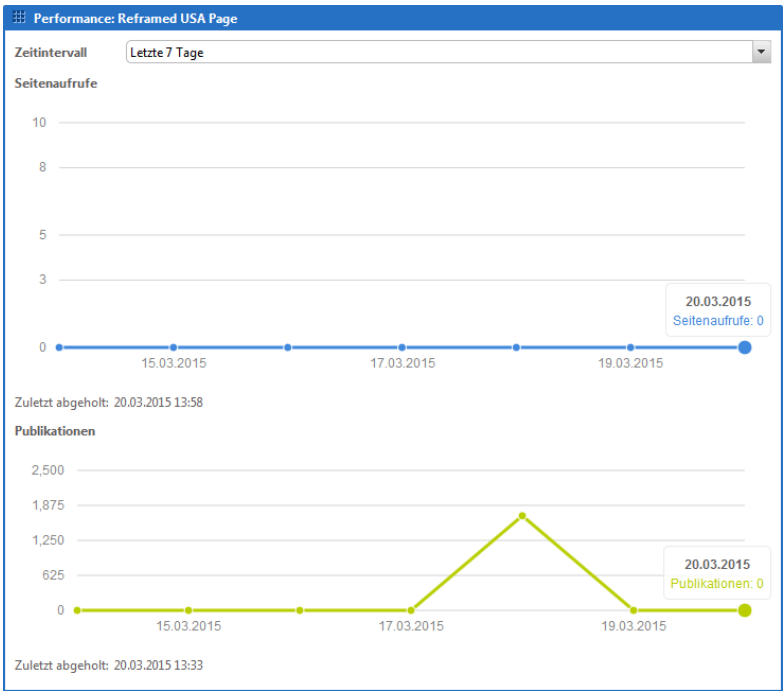 Performance: Reframed USA Page
Zeitintervall Letzte 7 Tage
Seitenaufrufe
10
8
5
3
20.03.2015
Seitenaufrufe: 0
0
15.03.2015 17.03.2015 19.03.2015
Zuletzt abgeholt: 20.03.2015 13:58
Publikationen
2,500
1,875
1,250
20.03.2015
625
Publikationen: 0
0
15.03.2015 17.03.2015 19.03.2015
Zuletzt abgeholt: 20.03.2015 13:33